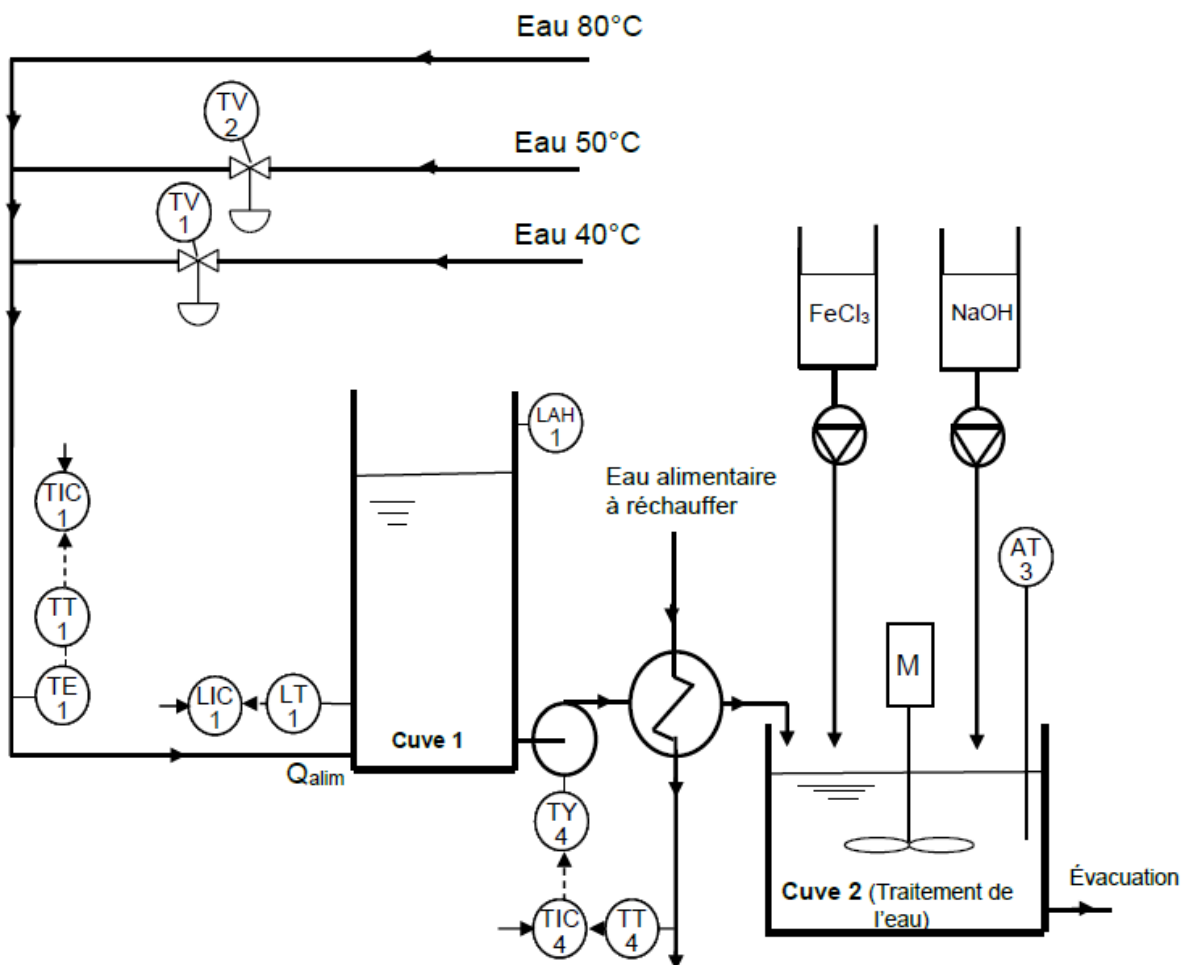 Eau 80°C
TV
2
Eau 50°C
TV
1
Eau 40°C
FeCl₃
NaOH
LAH
1
Eau alimentaire
à réchauffer
TIC
1
AT
3
TT
1
M
TE
1
LIC
1
LT
1
Cuve 1
Qalim
TY
4
Cuve 2 (Traitement de
l'eau)
Évacuation
TIC
4
TT
4